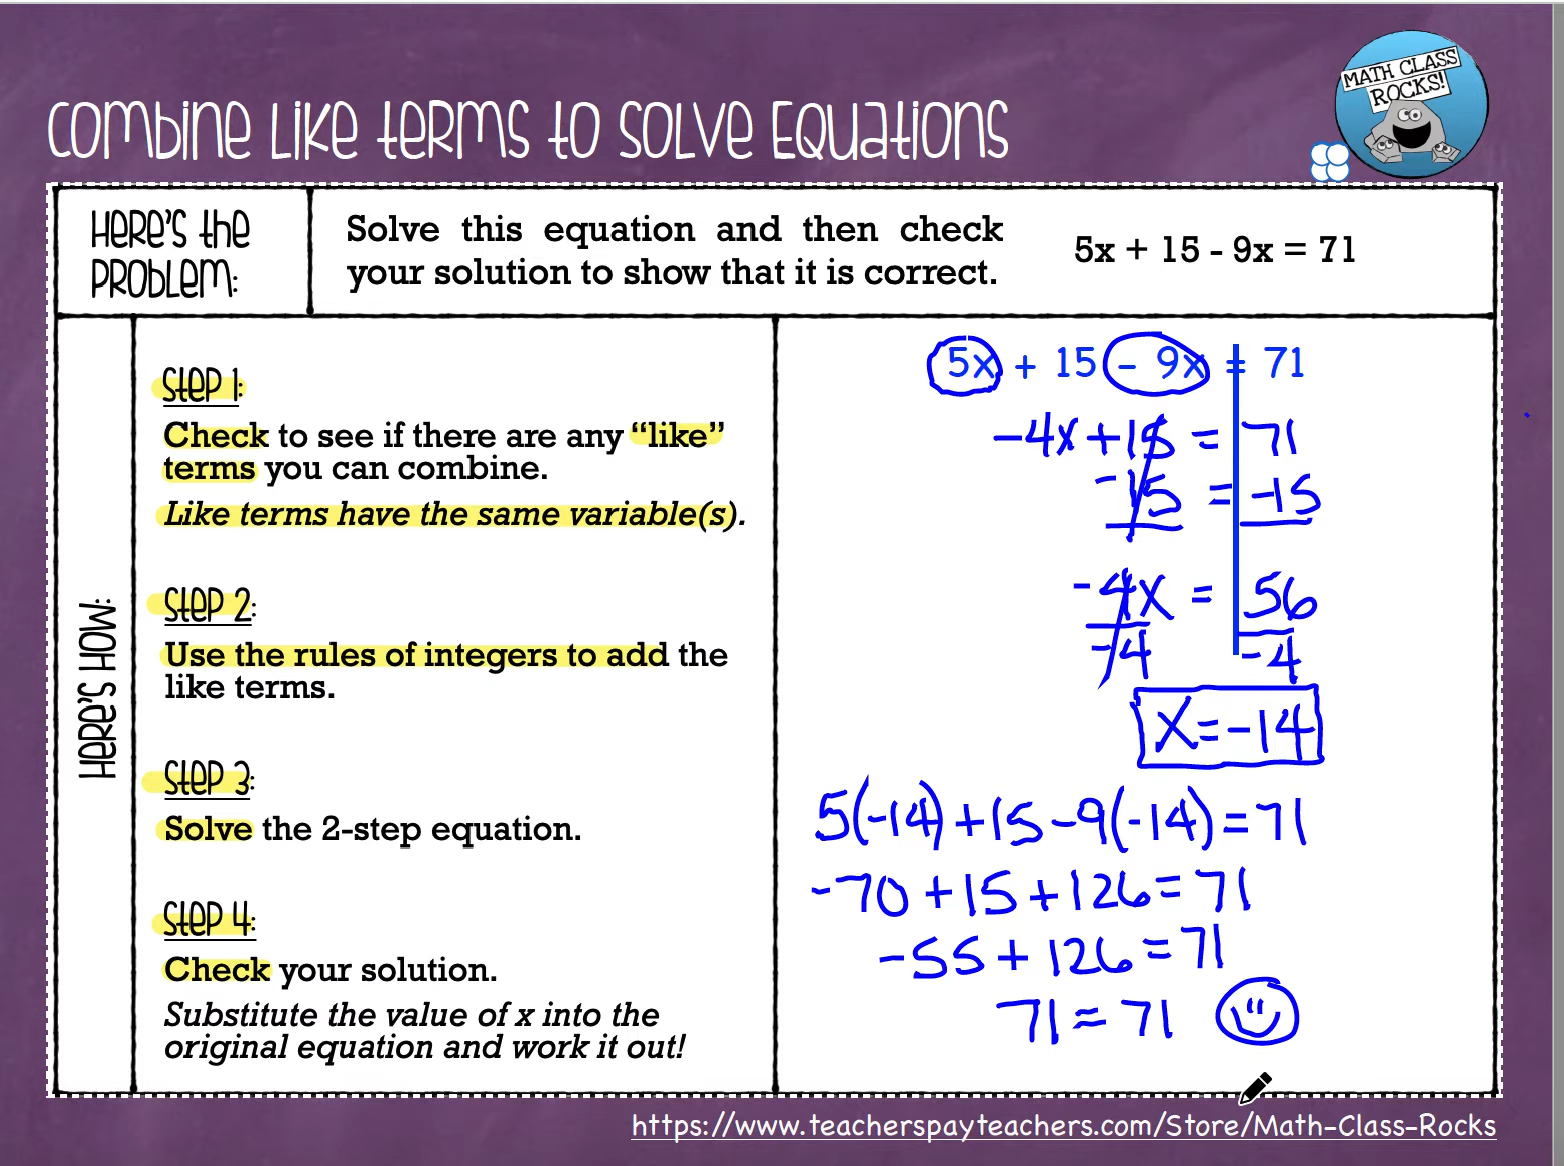 MATH CLASS
ROCKS!
Combine Like Terms to Solve Equations
Here's the
Problem:
Solve this equation and then check
your solution to show that it is correct.
5x + 15 - 9x = 71
Here's How:
Step 1:
Check to see if there are any “like”
terms you can combine.
Like terms have the same variable(s).
Step 2:
Use the rules of integers to add the
like terms.
Step 3:
Solve the 2-step equation.
Step 4:
Check your solution.
Substitute the value of x into the
original equation and work it out!
5x + 15 - 9x = 71
-4x+15 = 71
-15 = -15
-4x = 56
-4 -4
x=-14
5(-14)+15-9(-14)=71
-70+15+126=71
-55+126=71
71=71
https://www.teacherspayteachers.com/Store/Math-Class-Rocks